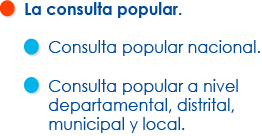 La consulta popular.
Consulta popular nacional.
Consulta popular a nivel
departamental, distrital,
municipal y local.